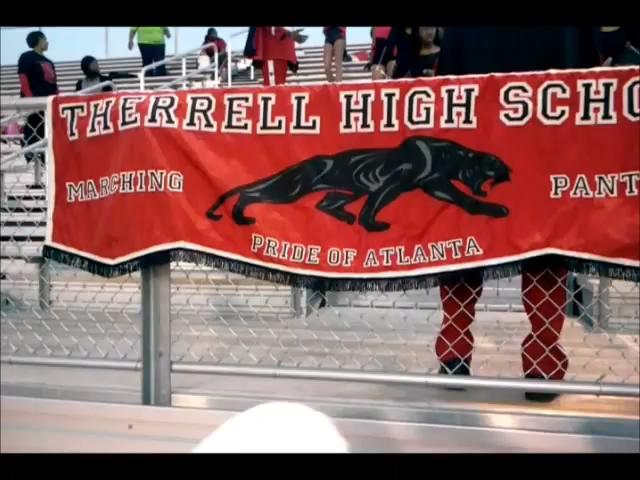 THERRELL HIGH SCHO
MARCHING PANT
PRIDE OF ATLANTA